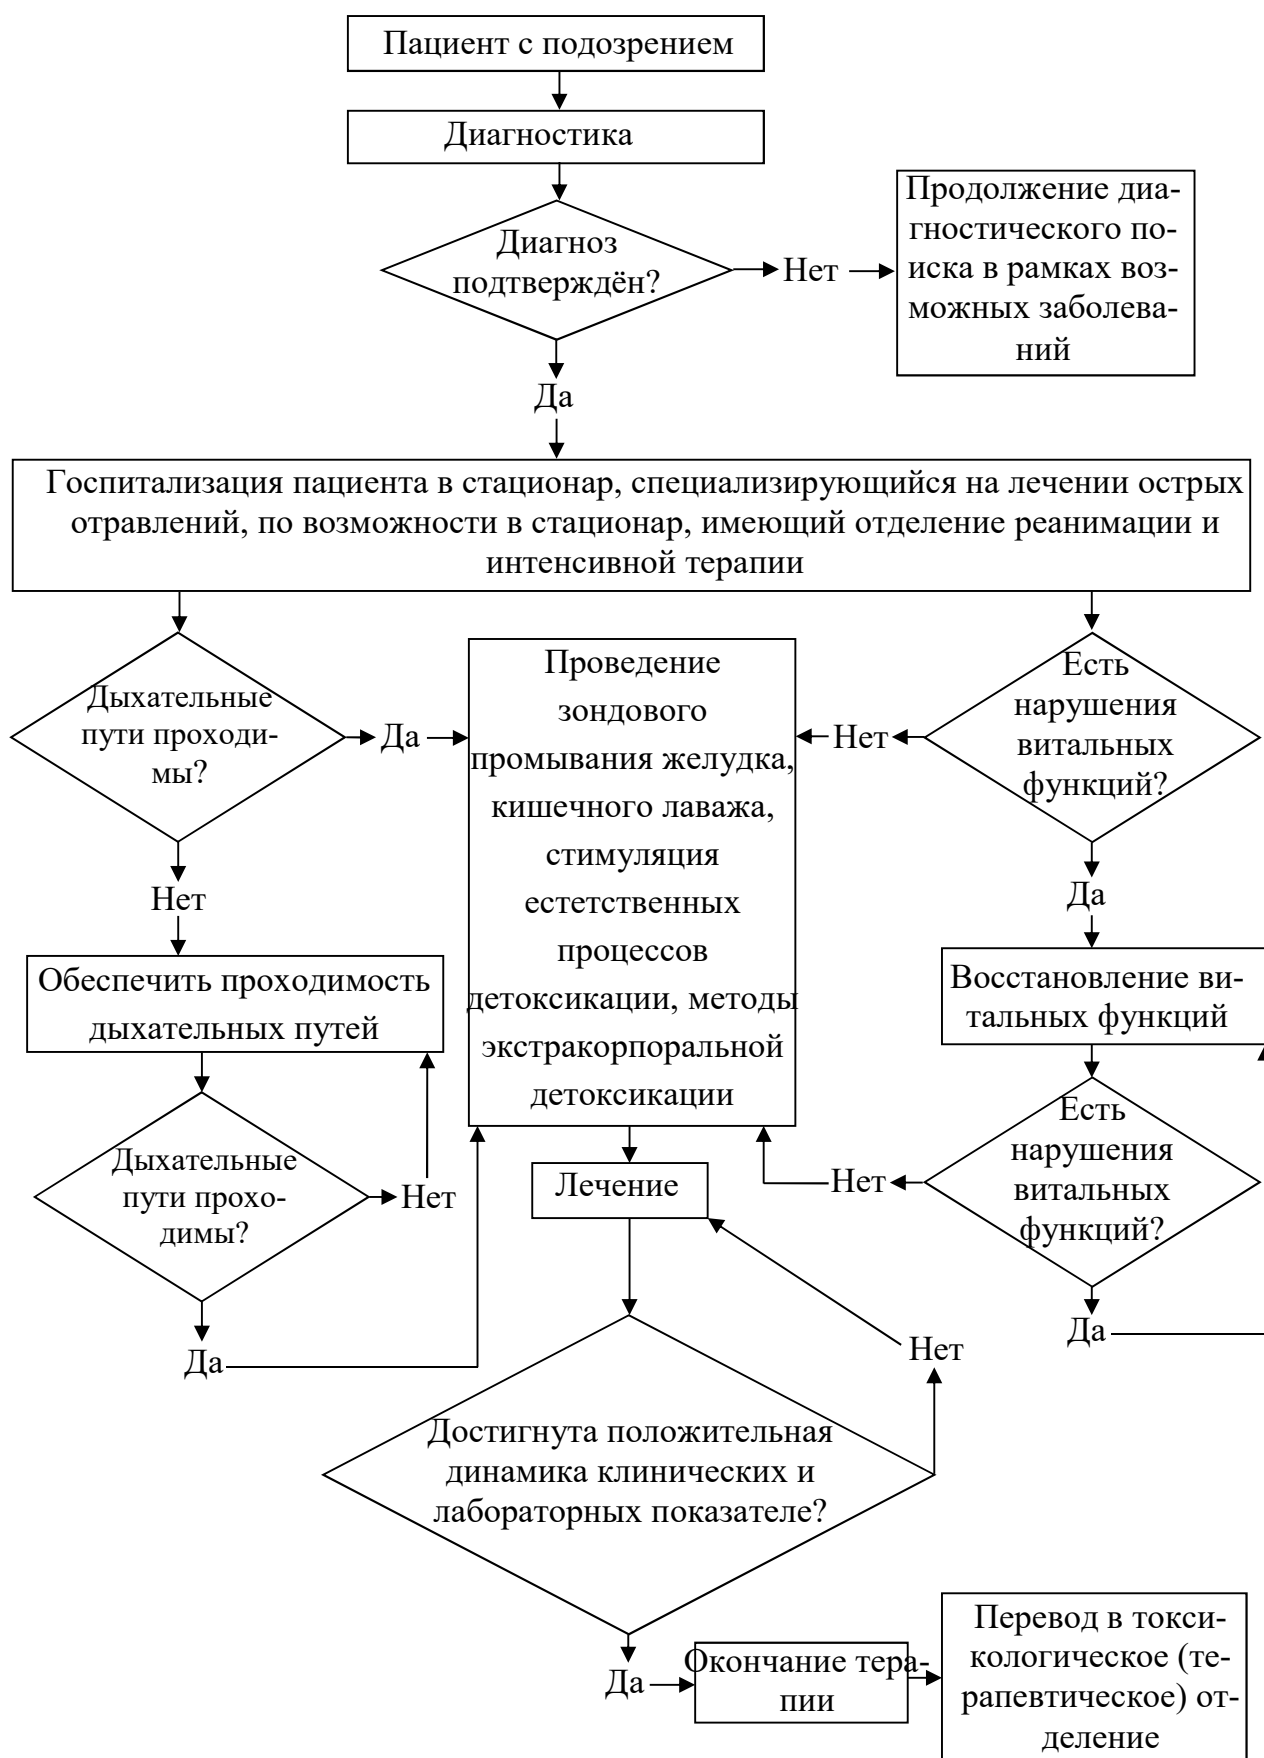 Пациент с подозрением
Диагностика
Диагноз
подтверждён?
Нет
Продолжение диа-
гностического по-
иска в рамках воз-
можных заболева-
ний
Да
Госпитализация пациента в стационар, специализирующийся на лечении острых
отравлений, по возможности в стационар, имеющий отделение реанимации и
интенсивной терапии
Дыхательные
пути проходи-
мы?
Да
Проведение
зондового
промывания желудка,
кишечного лаважа,
стимуляция
естетственных
процессов
детоксикации, методы
экстракорпоральной
детоксикации
Нет
Есть
нарушения
витальных
функций?
Нет
Да
Обеспечить проходимость
дыхательных путей
Восстановление ви-
тальных функций
Дыхательные
пути прохо-
димы?
Нет
Лечение
Нет
Есть
нарушения
витальных
функций?
Да
Да
Нет
Достигнута положительная
динамика клинических и
лабораторных показателе?
Да
Окончание тера-
пии
Перевод в токси-
кологическое (те-
рапевтическое) от-
деление